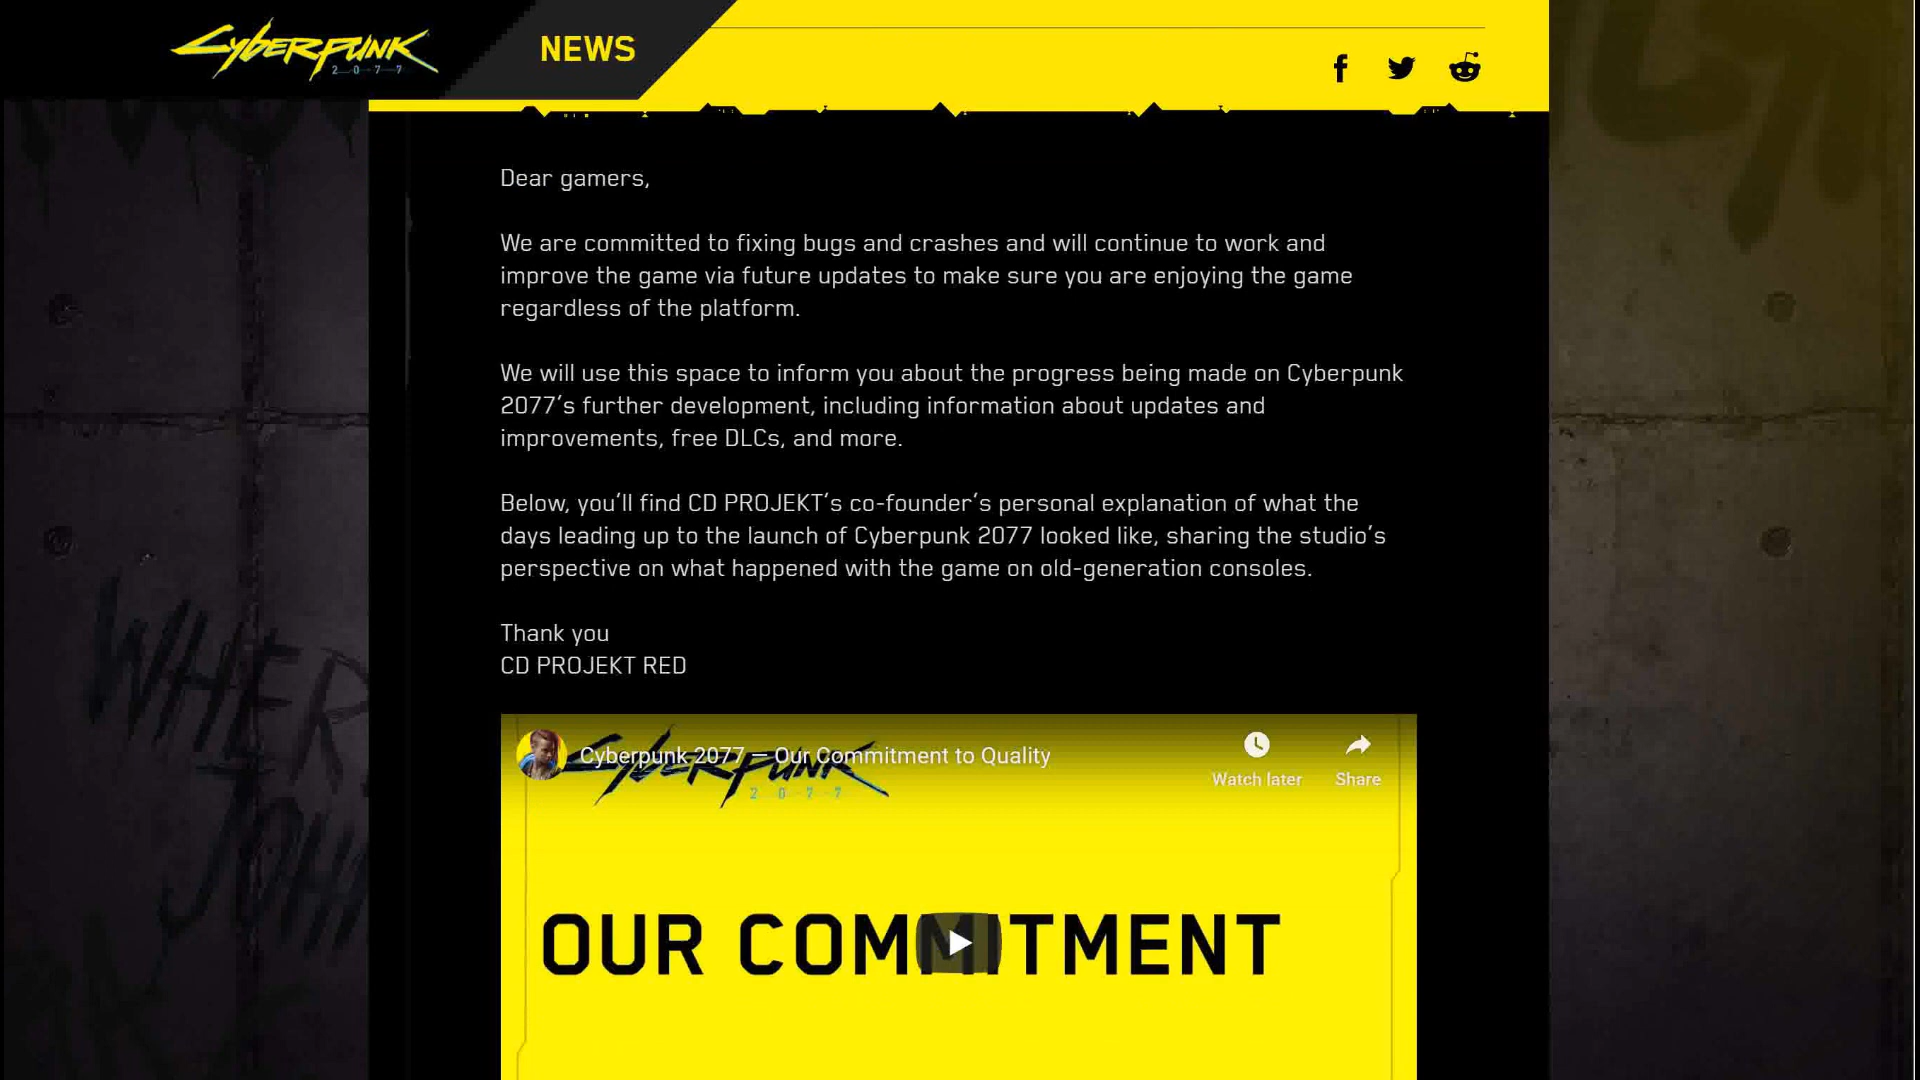 Cyberpunk
2077
NEWS
Dear gamers,
We are committed to fixing bugs and crashes and will continue to work and
improve the game via future updates to make sure you are enjoying the game
regardless of the platform.
We will use this space to inform you about the progress being made on Cyberpunk
2077's further development, including information about updates and
improvements, free DLCs, and more.
Below, you'll find CD PROJEKT's co-founder's personal explanation of what the
days leading up to the launch of Cyberpunk 2077 looked like, sharing the studio's
perspective on what happened with the game on old-generation consoles.
Thank you
CD PROJEKT RED
Cyberpunk 2077 — Our Commitment to Quality
Watch later
Share
Cyberpunk
2077
OUR COMMITMENT
WHER
JOHN